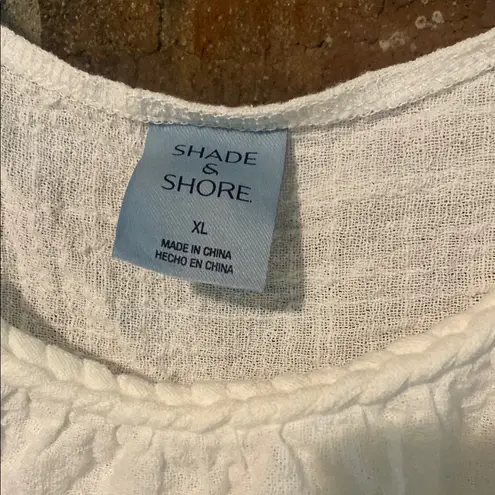 SHADE
&
SHORE.
XL
MADE IN CHINA
HECHO EN CHINA